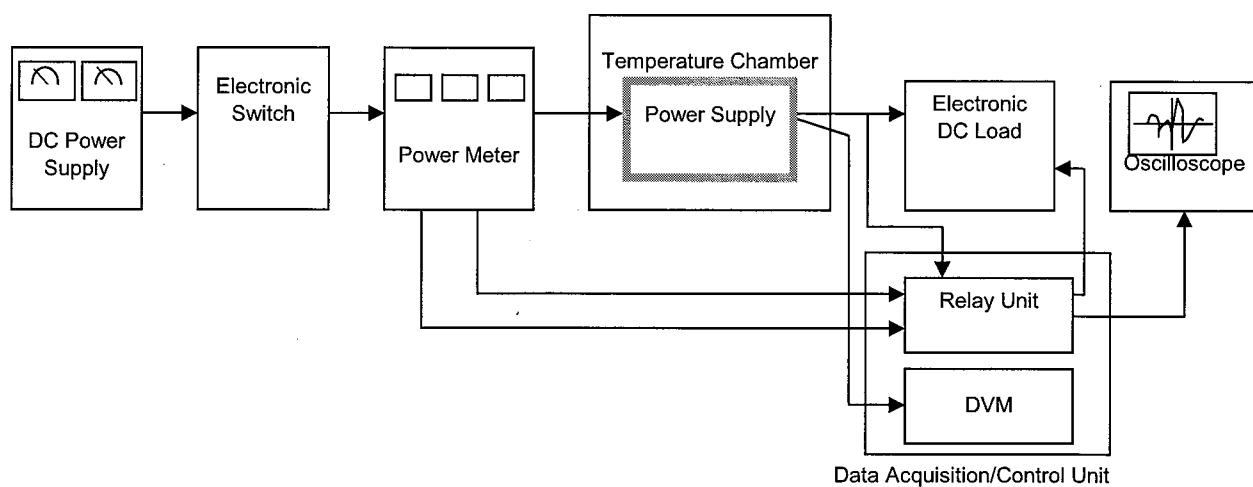 DC Power
Supply
Electronic
Switch
Power Meter
Temperature Chamber
Power Supply
Electronic
DC Load
Oscilloscope
Relay Unit
DVM
Data Acquisition/Control Unit